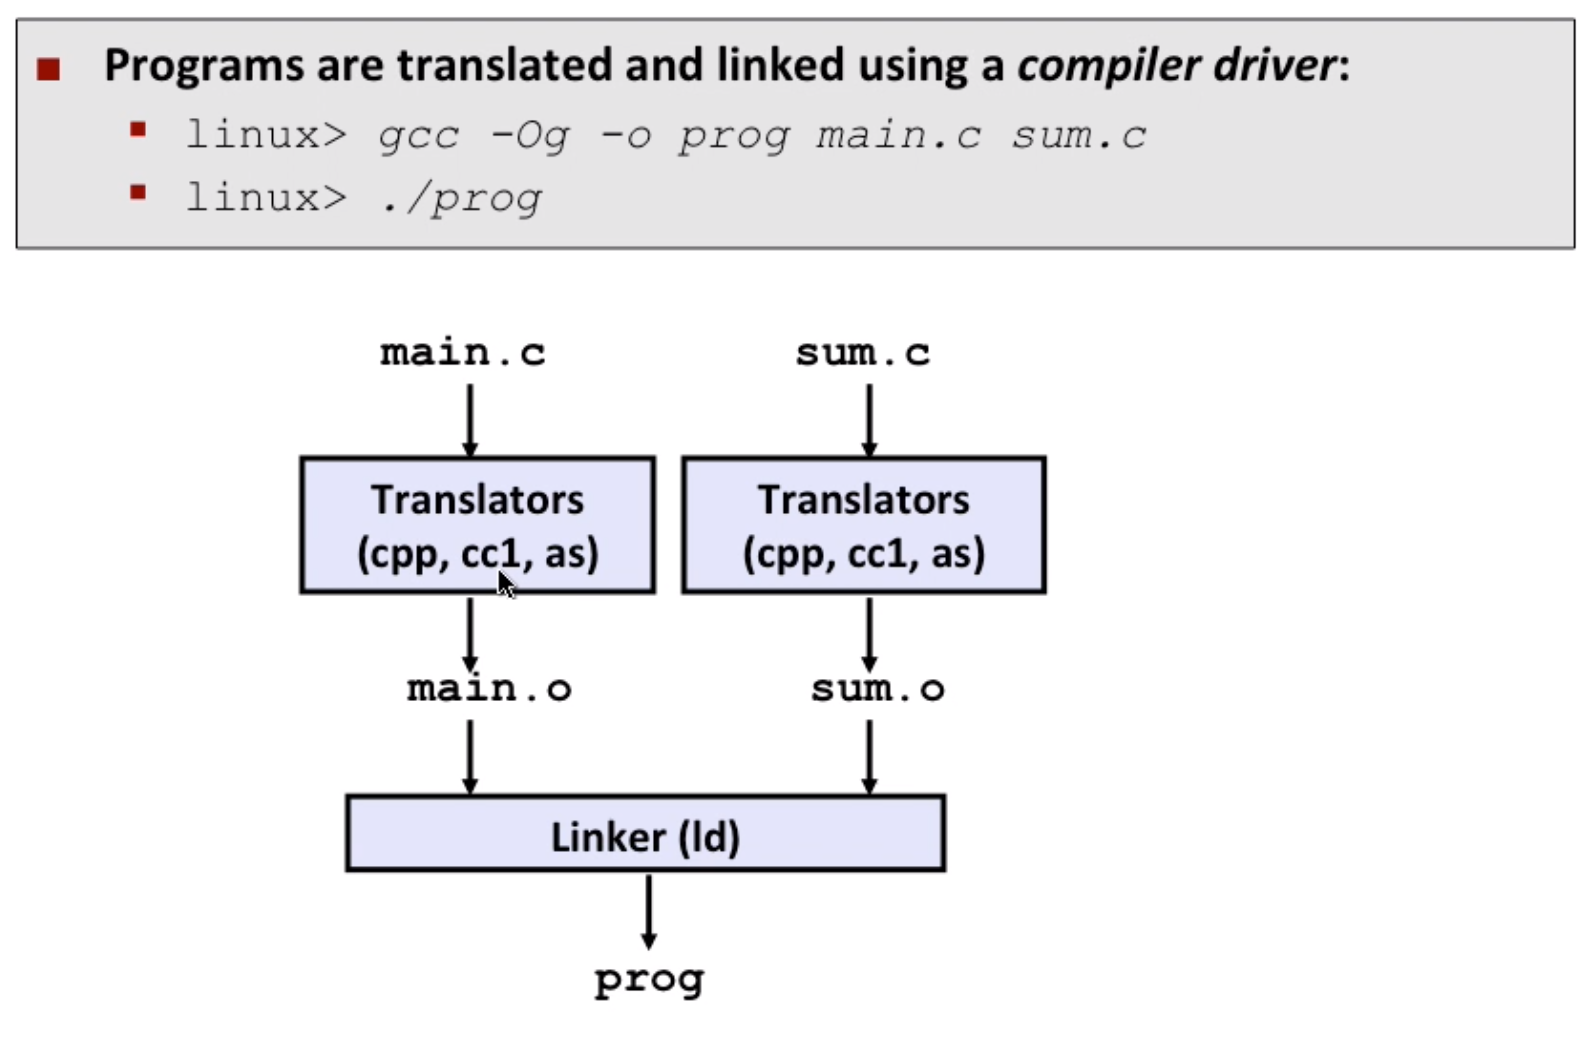 Programs are translated and linked using a compiler driver:
linux> gcc -Og -o prog main.c sum.c
linux> ./prog
main.c sum.c
Translators Translators
(cpp, cc1, as) (cpp, cc1, as)
main.o sum.o
Linker (ld)
prog